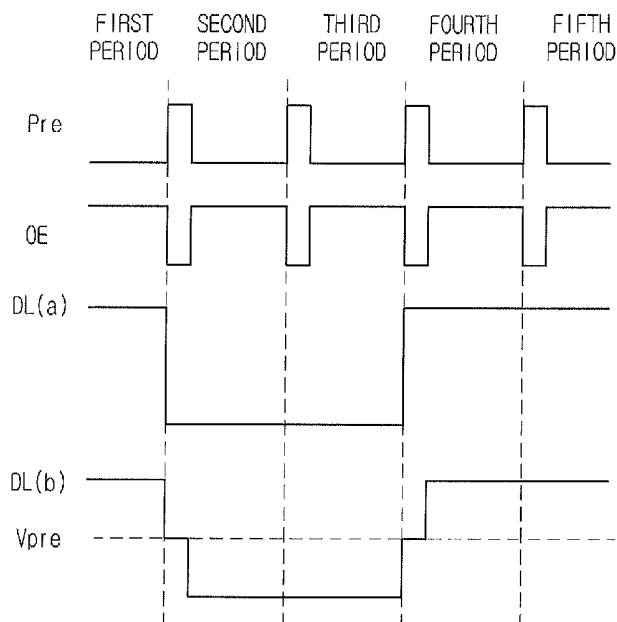 FIRST PERIOD
SECOND PERIOD
THIRD PERIOD
FOURTH PERIOD
FIFTH PERIOD
Pre
OE
DL(a)
DL(b)
Vpre